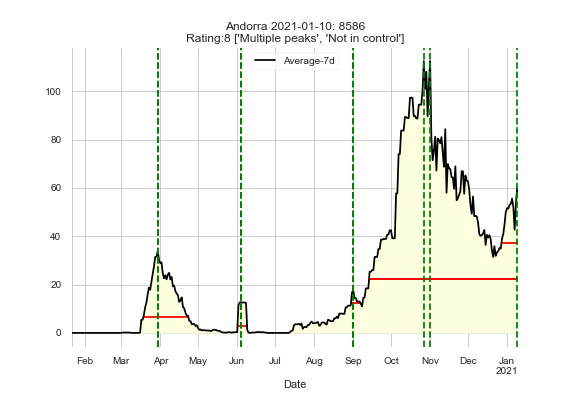 Andorra 2021-01-10: 8586
Rating:8 ['Multiple peaks', 'Not in control']
Average-7d
100
80
60
40
20
0
Feb Mar Apr May Jun Jul Aug Sep Oct Nov Dec Jan
2021
Date